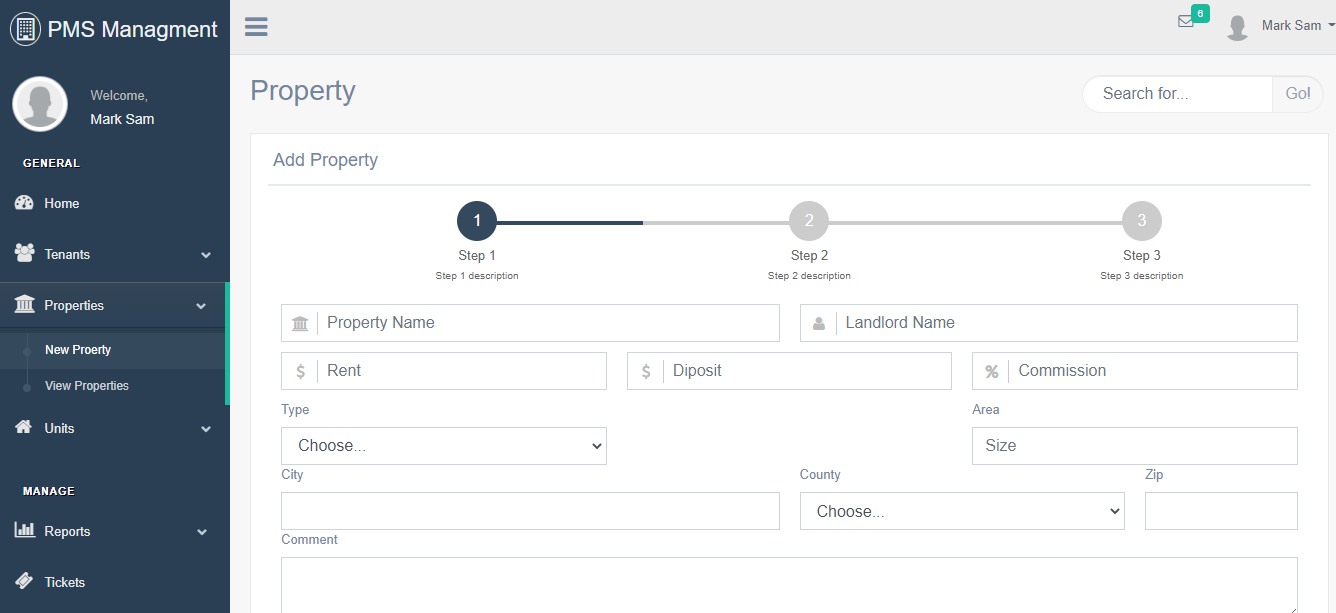 PMS Managment
6
Mark Sam
Welcome,
Mark Sam
GENERAL
Home
Tenants
Properties
New Proerty
View Properties
Units
MANAGE
Reports
Tickets
Property
Search for...
Go!
Add Property
1
2
3
Step 1
Step 2
Step 3
Step 1 description
Step 2 description
Step 3 description
Property Name
Landlord Name
$ Rent
$ Diposit
% Commission
Type
Area
Choose...
Size
City
County
Zip
Choose...
Comment